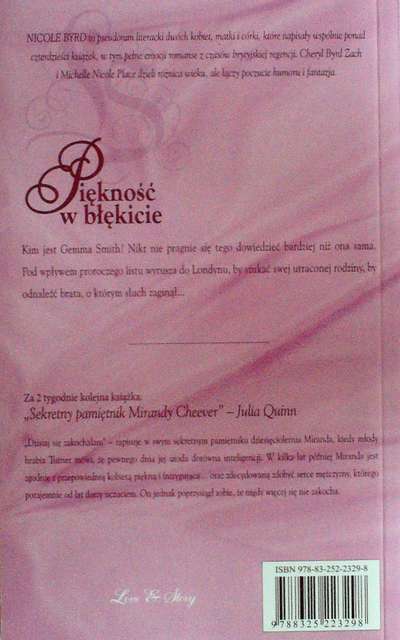 NICOLE BYRD to pseudonim literacki dwóch kobiet, matki i córki, które napisały wspólnie ponad
czterdzieści książek, w tym pełne emocji romanse z czasów brytyjskiej regencji. Cheryl Byrd Zach
i Michelle Nicole Place dzieli różnica wieku, ale łączy poczucie humoru i fantazja.
Piękność
w błękicie
Kim jest Gemma Smith? Nikt nie pragnie się tego dowiedzieć bardziej niż ona sama.
Pod wpływem proroczego listu wyrusza do Londynu, by szukać swej utraconej rodziny, by
odnaleźć brata, o którym słuch zaginął...
Za 2 tygodnie kolejna książka:
„Sekretny pamiętnik Mirandy Cheever” – Julia Quinn
„Dzisiaj się zakochałam” – zapisuje w swym sekretnym pamiętniku dziesięcioletnia Miranda, kiedy młody
hrabia Turner mówi, że pewnego dnia jej uroda dorówna inteligencji. W kilka lat później Miranda jest
zgodnie z przepowiednią kobietą piękną i intrygującą... oraz zdecydowaną zdobyć serce mężczyzny, którego
potajemnie od lat darzy uczuciem. On jednak poprzysiągł sobie, że nigdy więcej się nie zakocha.
ISBN 978-83-252-2329-8
Love & Story
9 788325 223298